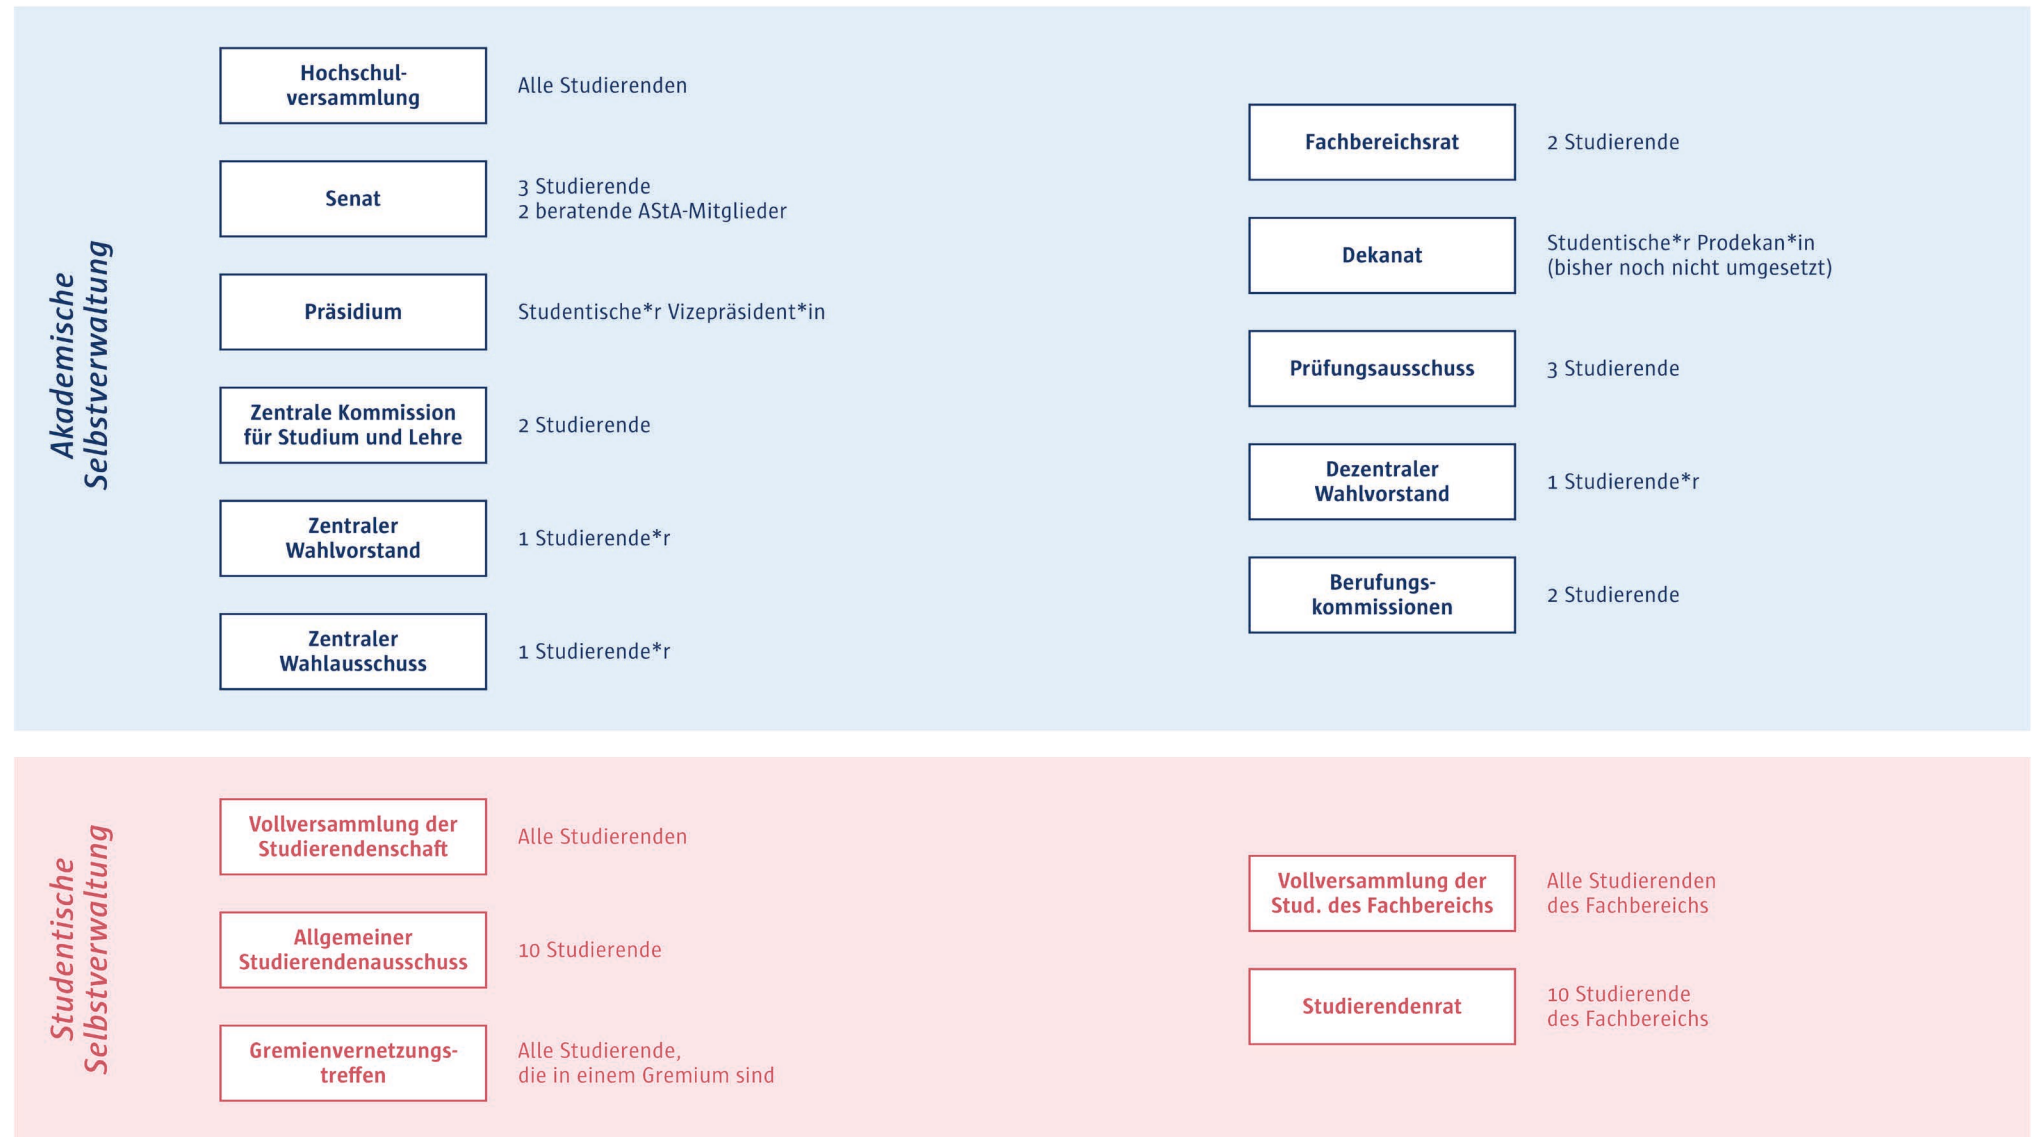 Akademische
Selbstverwaltung
Hochschul-
versammlung
Alle Studierenden
Senat
3 Studierende
2 beratende AStA-Mitglieder
Präsidium
Studentische*r Vizepräsident*in
Zentrale Kommission
für Studium und Lehre
2 Studierende
Zentraler
Wahlvorstand
1 Studierende*r
Zentraler
Wahlausschuss
1 Studierende*r
Fachbereichsrat
2 Studierende
Dekanat
Studentische*r Prodekan*in
(bisher noch nicht umgesetzt)
Prüfungsausschuss
3 Studierende
Dezentraler
Wahlvorstand
1 Studierende*r
Berufungs-
kommissionen
2 Studierende
Studentische
Selbstverwaltung
Vollversammlung der
Studierendenschaft
Alle Studierenden
Allgemeiner
Studierendenausschuss
10 Studierende
Gremienvernetzungs-
treffen
Alle Studierende,
die in einem Gremium sind
Vollversammlung der
Stud. des Fachbereichs
Alle Studierenden
des Fachbereichs
Studierendenrat
10 Studierende
des Fachbereichs